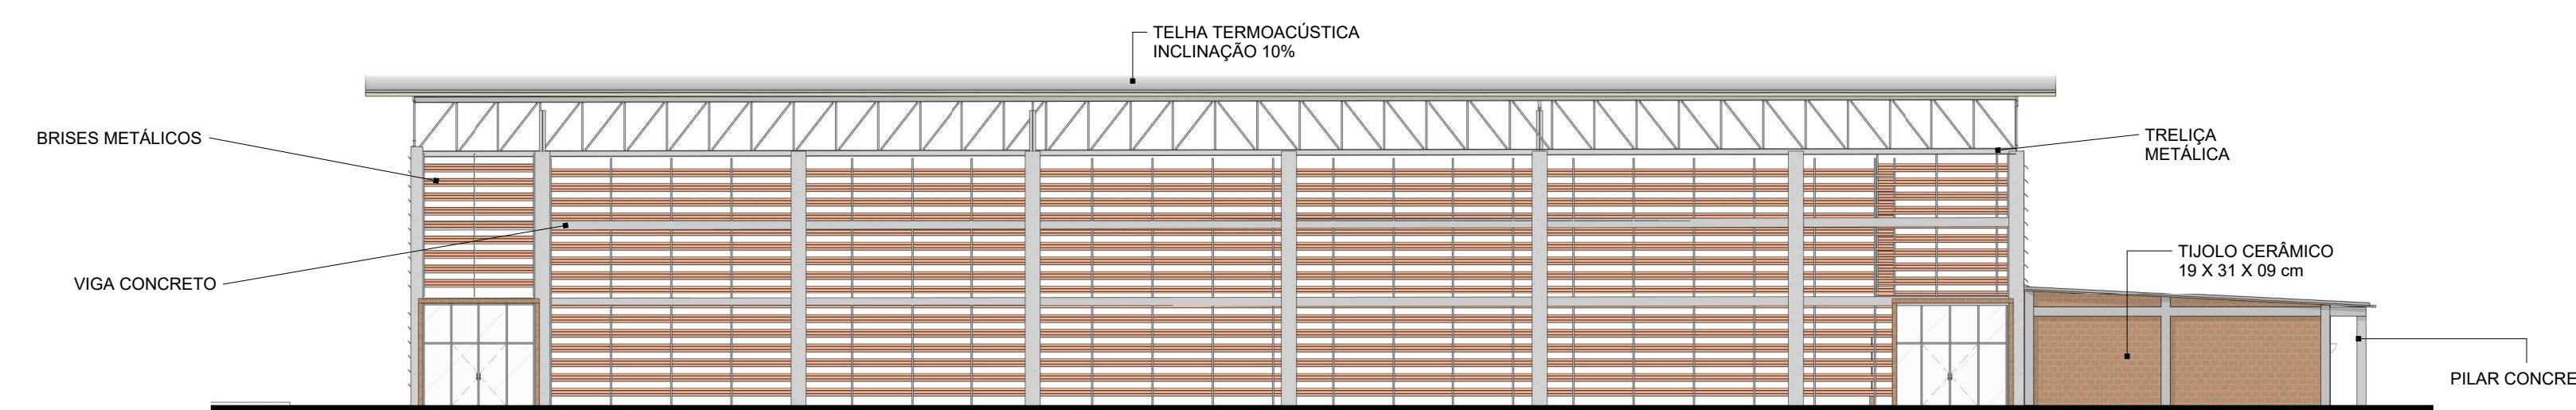 TELHA TERMOACÚSTICA
INCLINAÇÃO 10%
BRISES METÁLICOS
TRELIÇA
METÁLICA
VIGA CONCRETO
TIJOLO CERÂMICO
19 X 31 X 09 cm
PILAR CONCRE